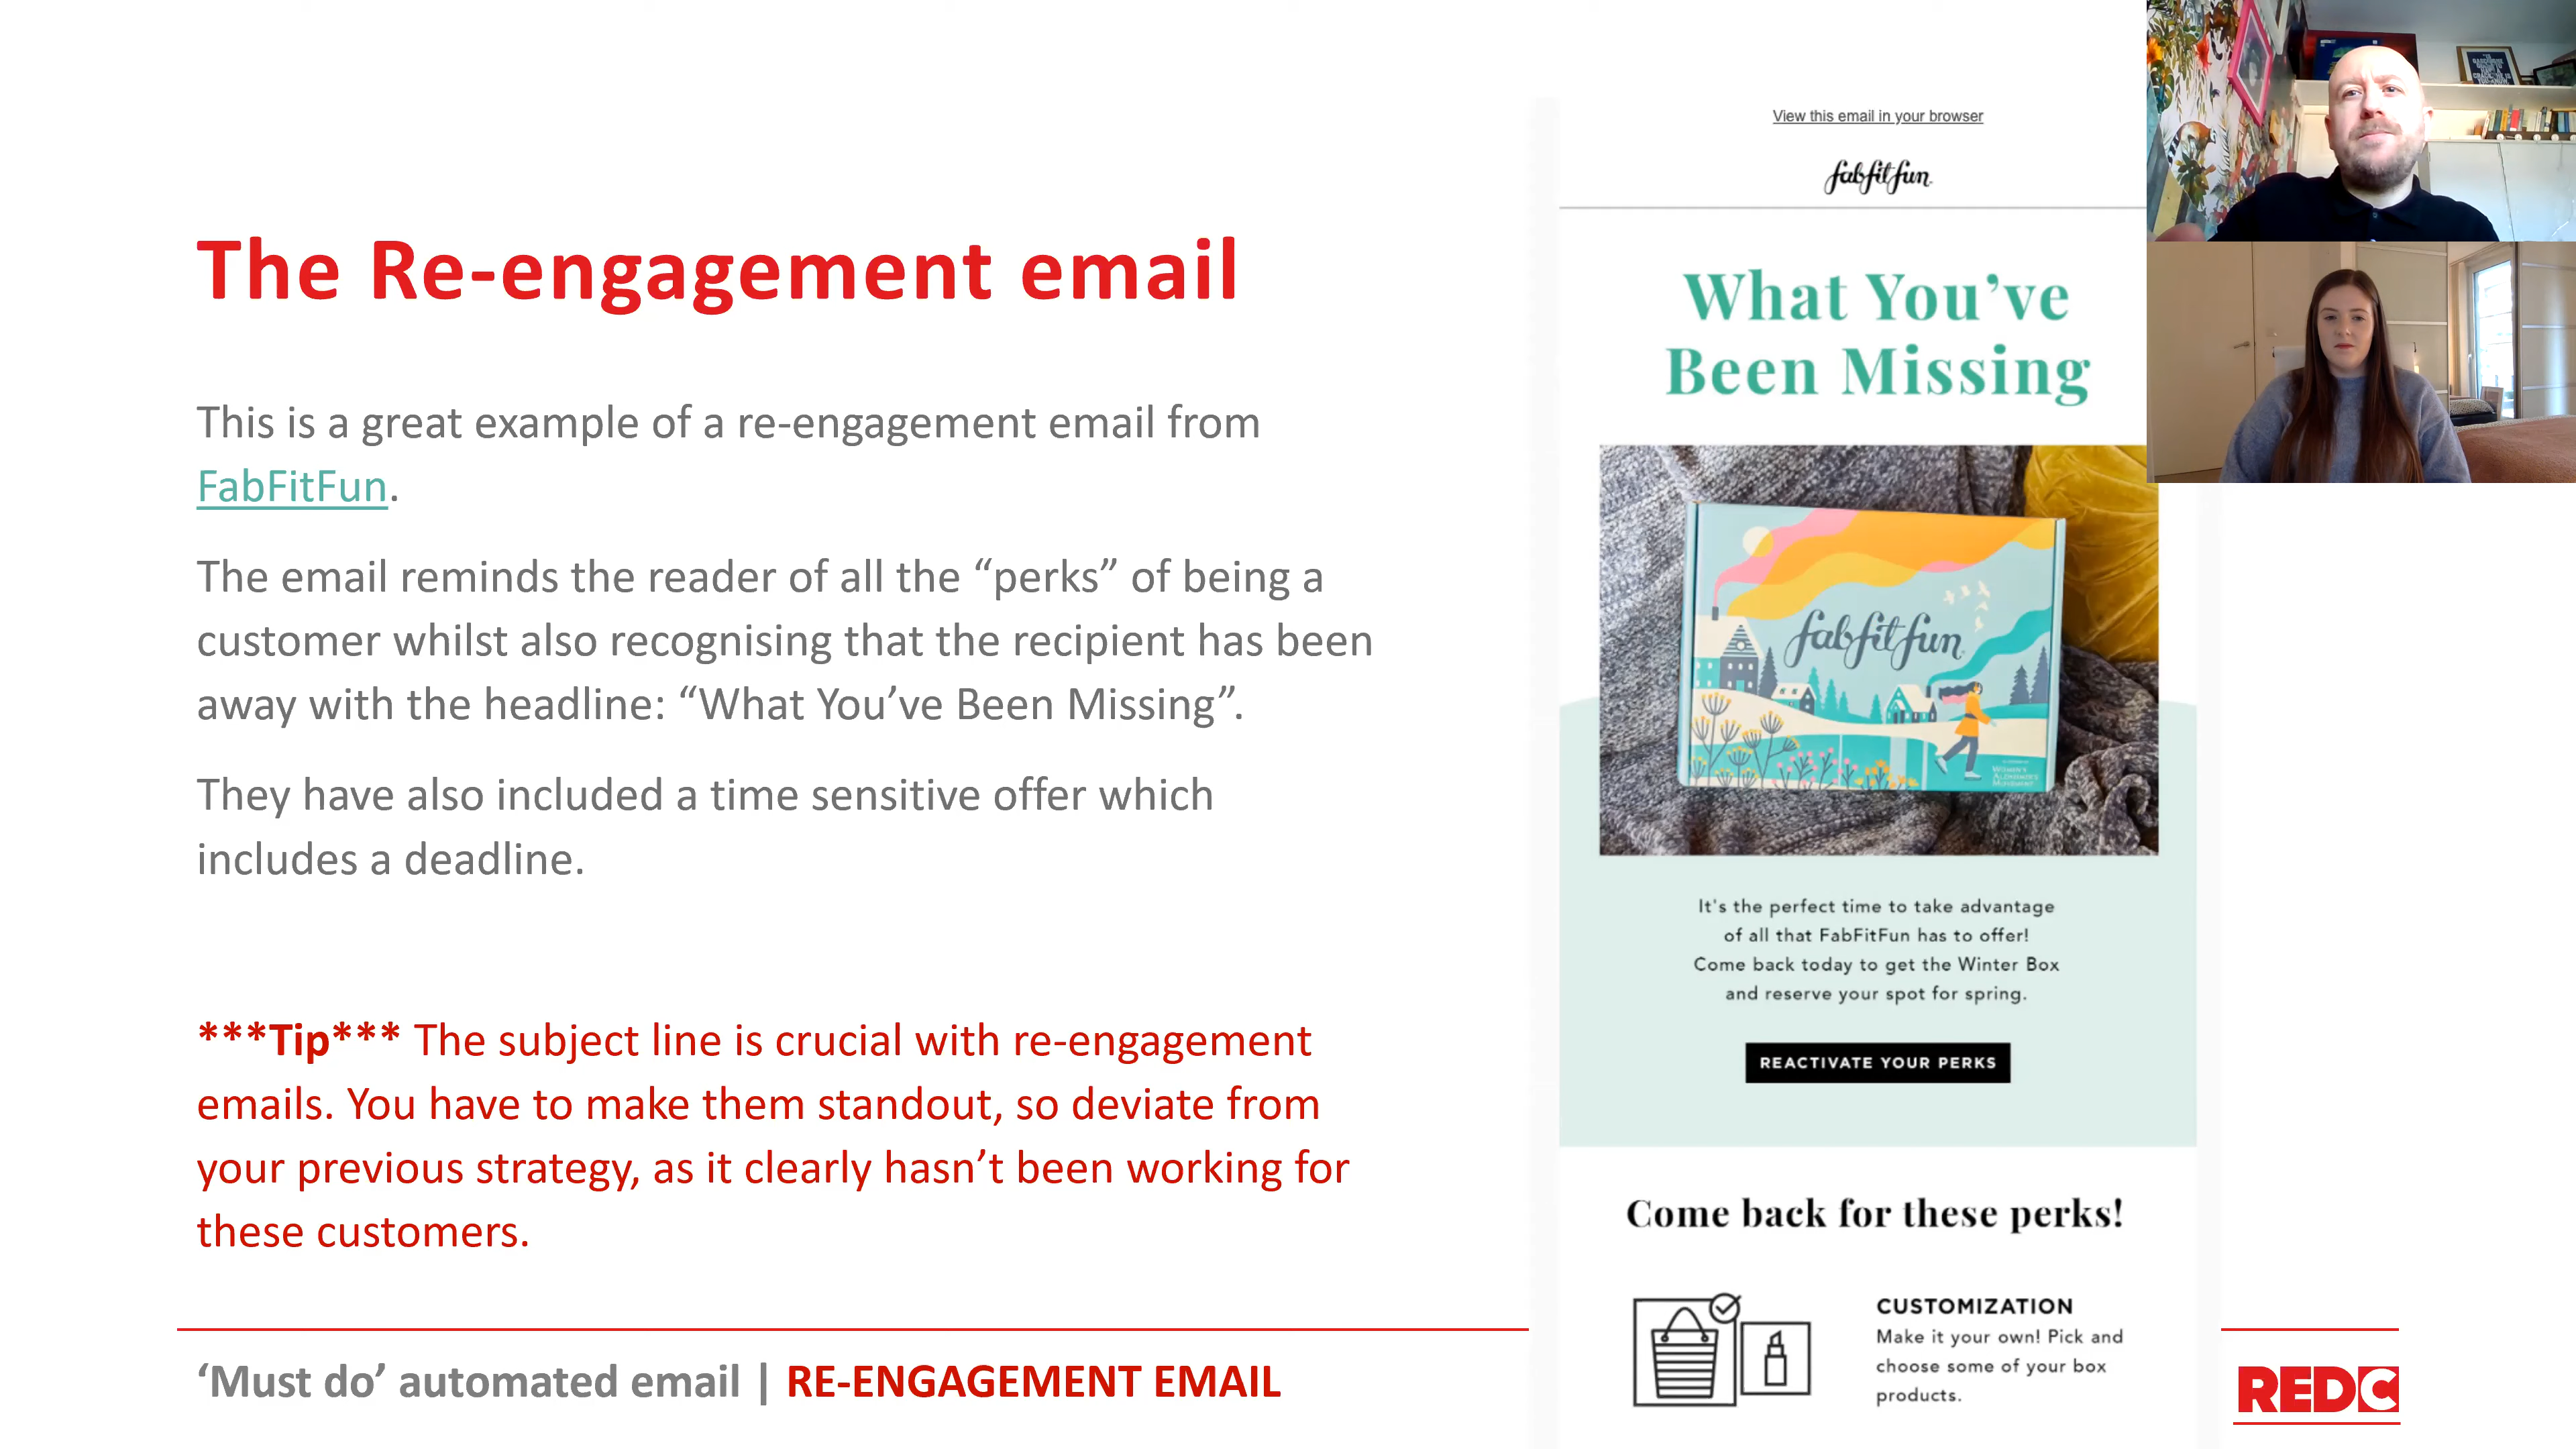 The Re-engagement email
This is a great example of a re-engagement email from
FabFitFun.
The email reminds the reader of all the “perks” of being a
customer whilst also recognising that the recipient has been
away with the headline: “What You’ve Been Missing”.
They have also included a time sensitive offer which
includes a deadline.
***Tip*** The subject line is crucial with re-engagement
emails. You have to make them standout, so deviate from
your previous strategy, as it clearly hasn’t been working for
these customers.
‘Must do’ automated email | RE-ENGAGEMENT EMAIL
View this email in your browser
fabfitfun
What You’ve
Been Missing
fabfitfun
WOMEN'S
ALZHEIMER'S
MOVEMENT
It's the perfect time to take advantage
of all that FabFitFun has to offer!
Come back today to get the Winter Box
and reserve your spot for spring.
REACTIVATE YOUR PERKS
Come back for these perks!
CUSTOMIZATION
Make it your own! Pick and
choose some of your box
products.
REDC